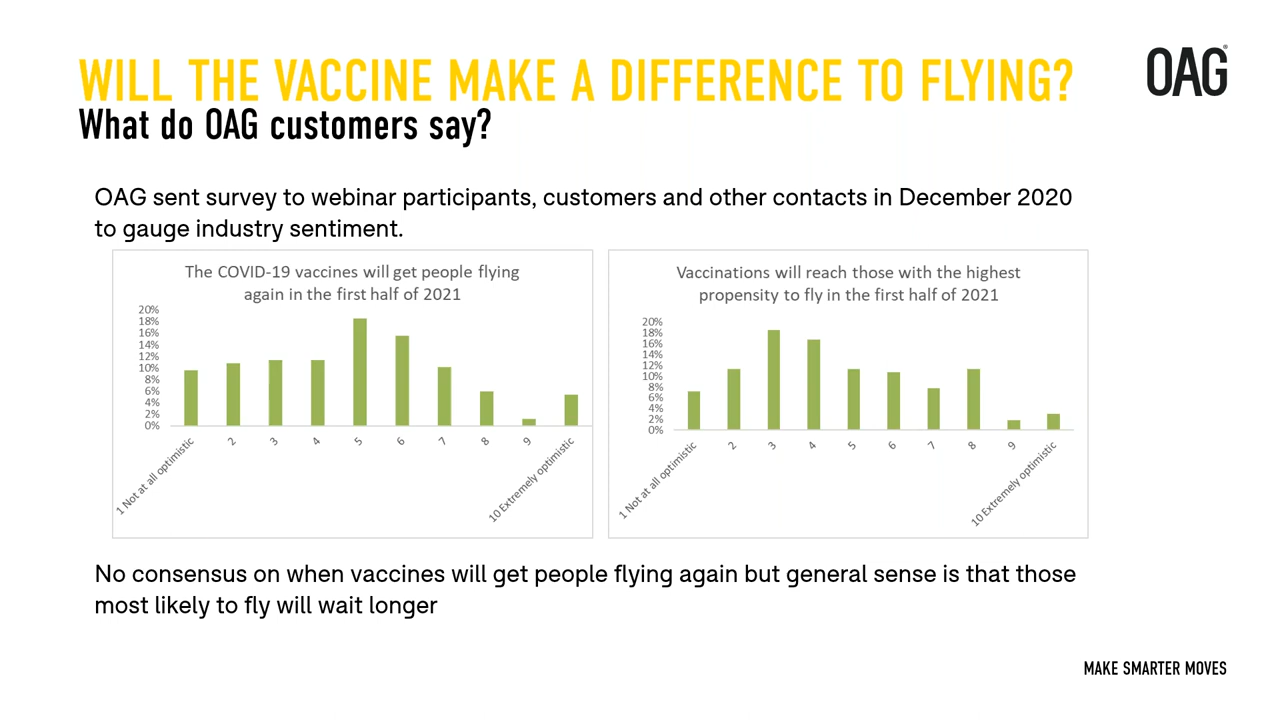 WILL THE VACCINE MAKE A DIFFERENCE TO FLYING?
What do OAG customers say?
OAG®
OAG sent survey to webinar participants, customers and other contacts in December 2020
to gauge industry sentiment.
The COVID-19 vaccines will get people flying
again in the first half of 2021
20%
18%
16%
14%
12%
10%
8%
6%
4%
2%
0%
1 Not at all optimistic
2
3
4
5
6
7
8
9
10 Extremely optimistic
Vaccinations will reach those with the highest
propensity to fly in the first half of 2021
20%
18%
16%
14%
12%
10%
8%
6%
4%
2%
0%
1 Not at all optimistic
2
3
4
5
6
7
8
9
10 Extremely optimistic
No consensus on when vaccines will get people flying again but general sense is that those
most likely to fly will wait longer
MAKE SMARTER MOVES